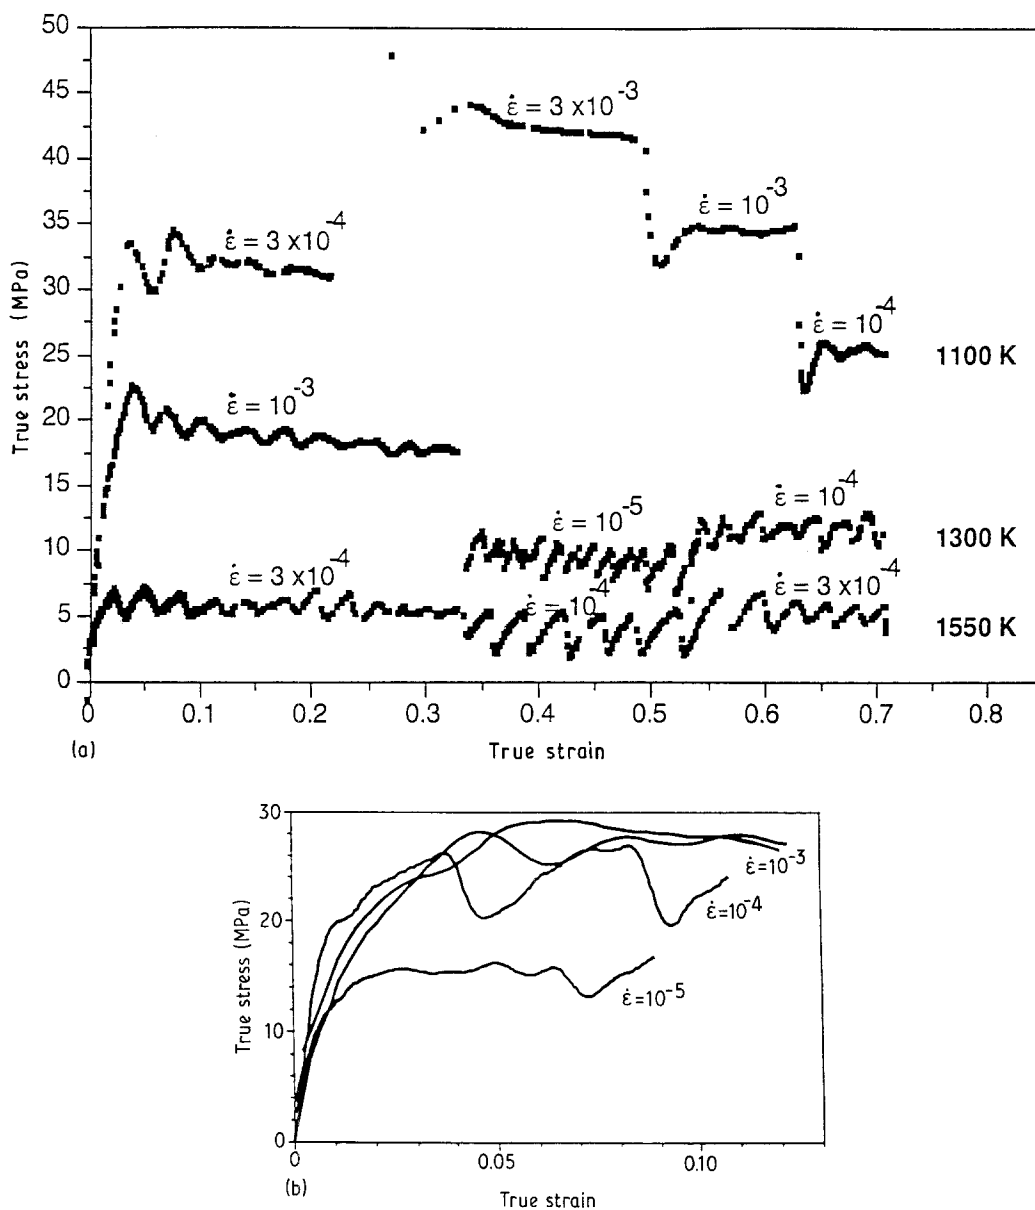 50
45
40
35
30
25
20
15
10
5
0
True stress (MPa)
ε̇ = 3 x10⁻³
ε̇ = 10⁻³
ε̇ = 3 x10⁻⁴
ε̇ = 10⁻⁴
1100 K
ε̇ = 10⁻³
ε̇ = 10⁻⁵
ε̇ = 10⁻⁴
1300 K
ε̇ = 3 x10⁻⁴
ε̇ = 10⁻⁴
ε̇ = 3 x10⁻⁴
1550 K
0 0.1 0.2 0.3 0.4 0.5 0.6 0.7 0.8
(a)
True strain
30
20
10
0
True stress (MPa)
ε̇=10⁻³
ε̇=10⁻⁴
ε̇=10⁻⁵
0 0.05 0.10
(b)
True strain